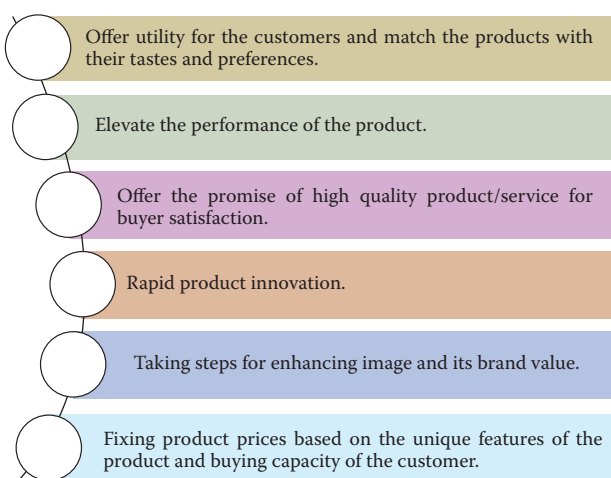 Offer utility for the customers and match the products with
their tastes and preferences.
Elevate the performance of the product.
Offer the promise of high quality product/service for
buyer satisfaction.
Rapid product innovation.
Taking steps for enhancing image and its brand value.
Fixing product prices based on the unique features of the
product and buying capacity of the customer.